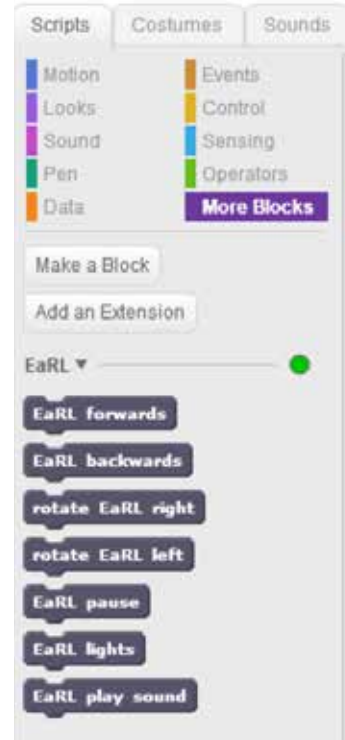 Scripts Costumes Sounds
Motion Events
Looks Control
Sound Sensing
Pen Operators
Data More Blocks
Make a Block
Add an Extension
EaRL ▼
EaRL forwards
EaRL backwards
rotate EaRL right
rotate EaRL left
EaRL pause
EaRL lights
EaRL play sound